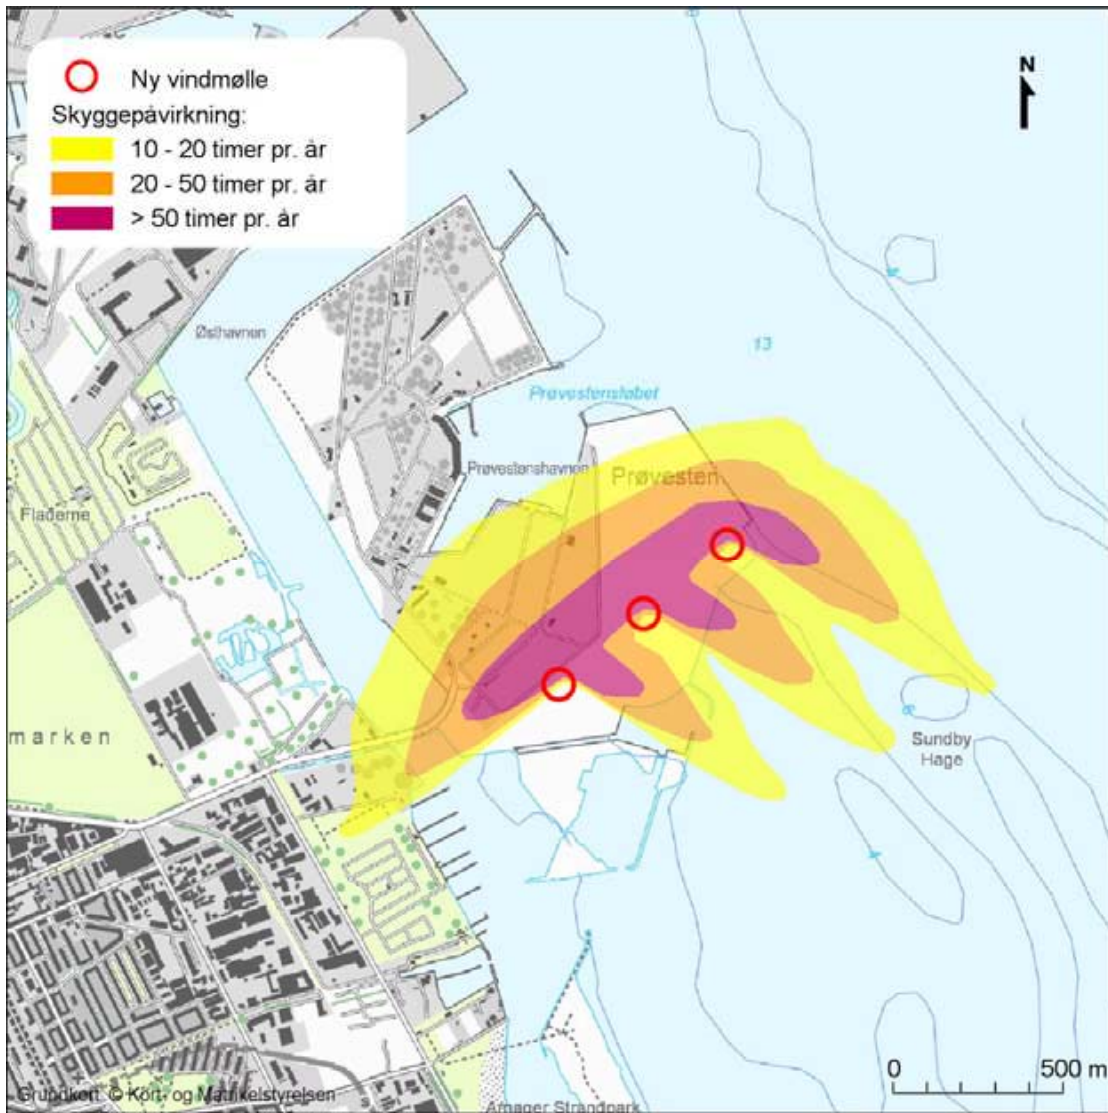 Ny vindmølle
Skyggepåvirkning:
10 - 20 timer pr. år
20 - 50 timer pr. år
> 50 timer pr. år
N
8
Østhavnen
13
Prøvestensløbet
Prøvestenshavnen
Prøvesten
Fladerne
marken
Sundby
Hage
0
500 m
Grundkort: © Kort- og Matrikelstyrelsen
Amager Strandpark